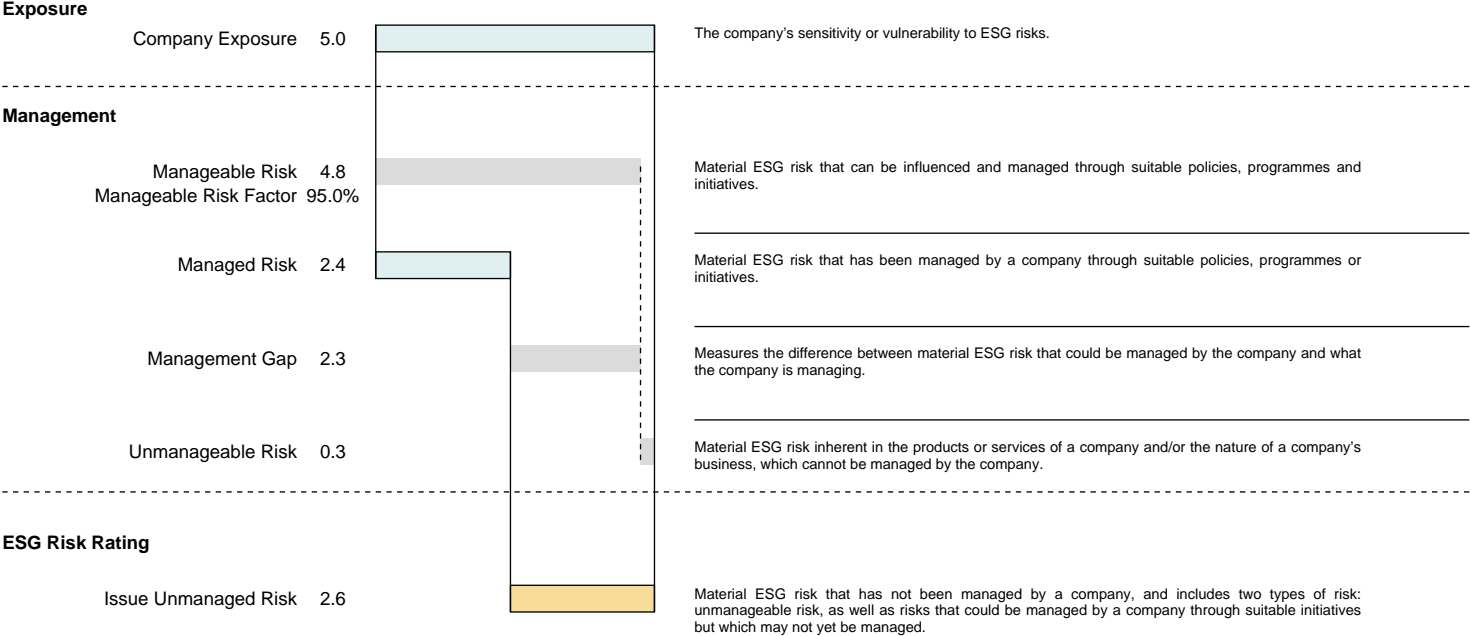 Exposure
Company Exposure 5.0
The company’s sensitivity or vulnerability to ESG risks.
Management
Manageable Risk 4.8
Manageable Risk Factor 95.0%
Material ESG risk that can be influenced and managed through suitable policies, programmes and
initiatives.
Managed Risk 2.4
Material ESG risk that has been managed by a company through suitable policies, programmes or
initiatives.
Management Gap 2.3
Measures the difference between material ESG risk that could be managed by the company and what
the company is managing.
Unmanageable Risk 0.3
Material ESG risk inherent in the products or services of a company and/or the nature of a company’s
business, which cannot be managed by the company.
ESG Risk Rating
Issue Unmanaged Risk 2.6
Material ESG risk that has not been managed by a company, and includes two types of risk:
unmanageable risk, as well as risks that could be managed by a company through suitable initiatives
but which may not yet be managed.